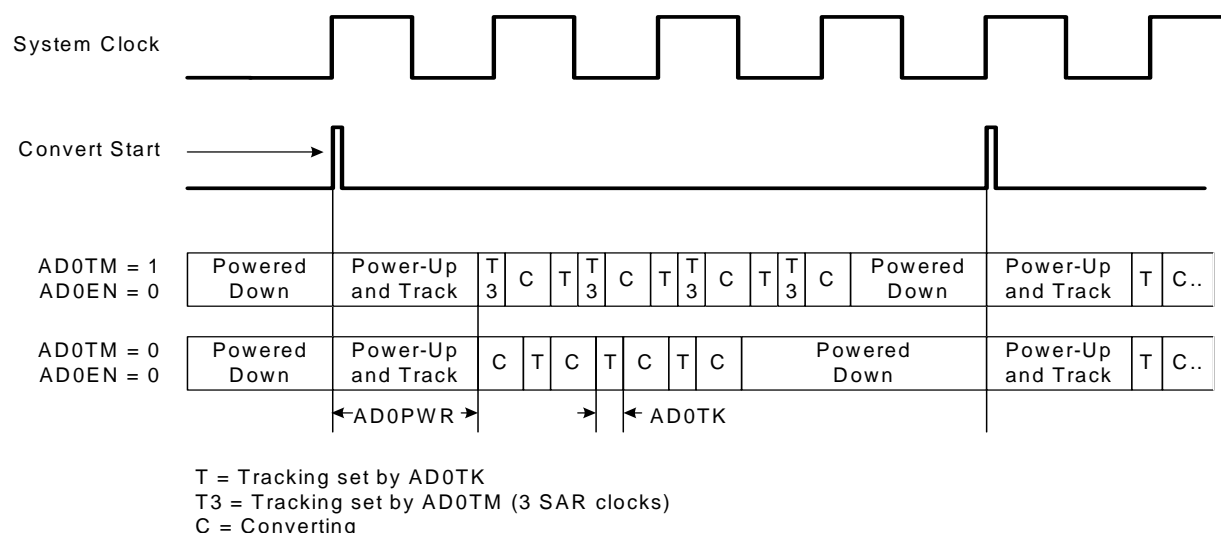 System Clock
Convert Start
AD0TM = 1
AD0EN = 0
Powered
Down
Power-Up
and Track
T
3
C
T
T
3
C
T
T
3
C
T
T
3
C
Powered
Down
Power-Up
and Track
T
C..
AD0TM = 0
AD0EN = 0
Powered
Down
Power-Up
and Track
C
T
C
T
C
T
C
Powered
Down
Power-Up
and Track
T
C..
AD0PWR
AD0TK
T = Tracking set by AD0TK
T3 = Tracking set by AD0TM (3 SAR clocks)
C = Converting